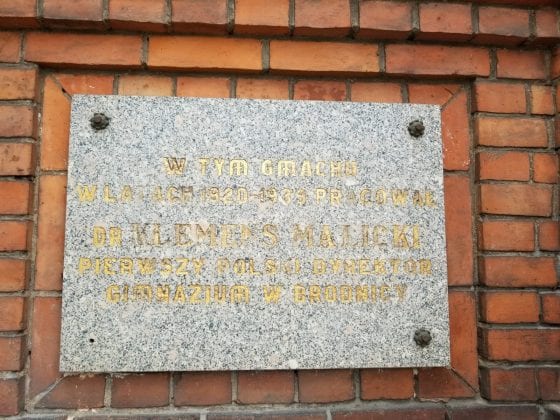 W TYM GMACHU
W LATACH 1920-1939 PRACOWAŁ
DR KLEMENS MALICKI
PIERWSZY POLSKI DYREKTOR
GIMNAZJUM W BRODNICY